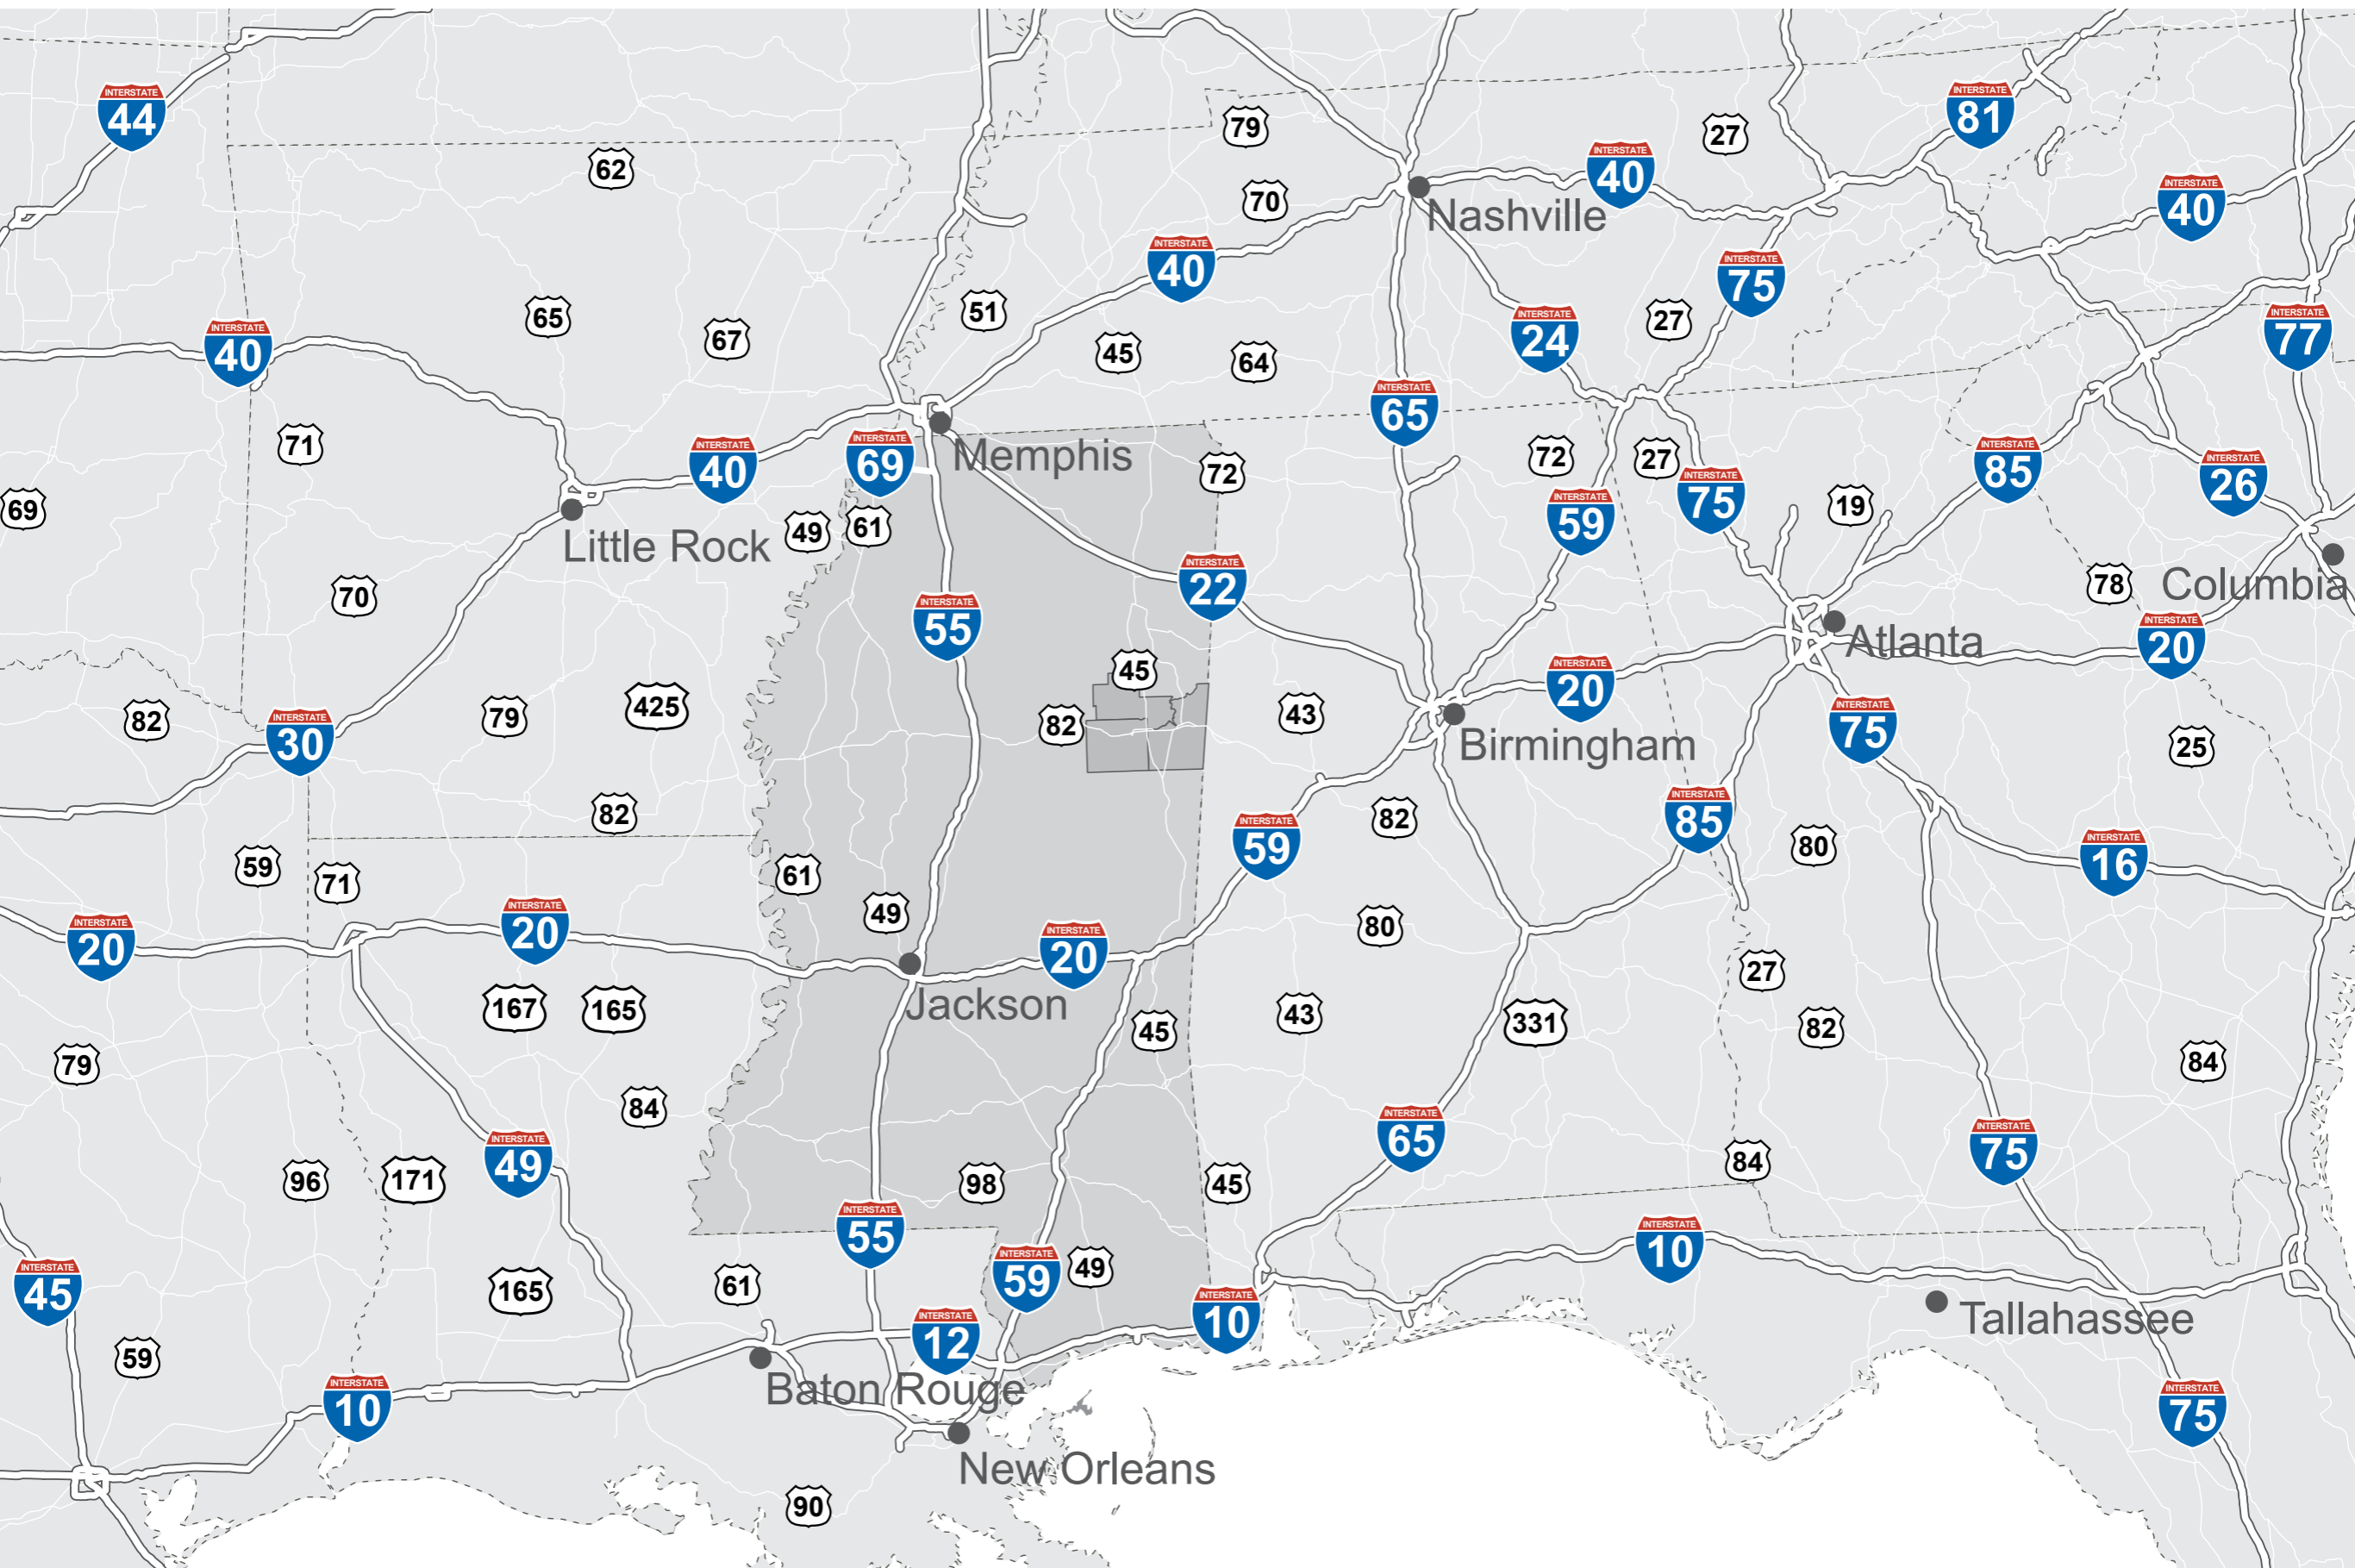 INTERSTATE
44
INTERSTATE
81
79
27
62
INTERSTATE
40
70
Nashville
INTERSTATE
40
INTERSTATE
40
INTERSTATE
75
51
65
67
27
INTERSTATE
40
INTERSTATE
24
INTERSTATE
77
45
64
INTERSTATE
65
71
INTERSTATE
40
INTERSTATE
69
Memphis
72
72
27
INTERSTATE
85
INTERSTATE
26
INTERSTATE
75
69
49
61
19
INTERSTATE
59
Little Rock
INTERSTATE
22
78
Columbia
70
INTERSTATE
55
Atlanta
INTERSTATE
20
45
INTERSTATE
20
82
INTERSTATE
30
79
425
82
43
Birmingham
INTERSTATE
75
25
82
INTERSTATE
59
82
INTERSTATE
85
80
INTERSTATE
16
59
71
61
INTERSTATE
20
INTERSTATE
20
49
INTERSTATE
20
80
27
Jackson
167
165
45
43
331
82
79
84
84
INTERSTATE
49
INTERSTATE
65
INTERSTATE
75
84
96
171
98
45
INTERSTATE
55
INTERSTATE
10
INTERSTATE
45
165
61
INTERSTATE
59
49
INTERSTATE
10
Tallahassee
INTERSTATE
12
59
INTERSTATE
10
Baton Rouge
INTERSTATE
75
New Orleans
90